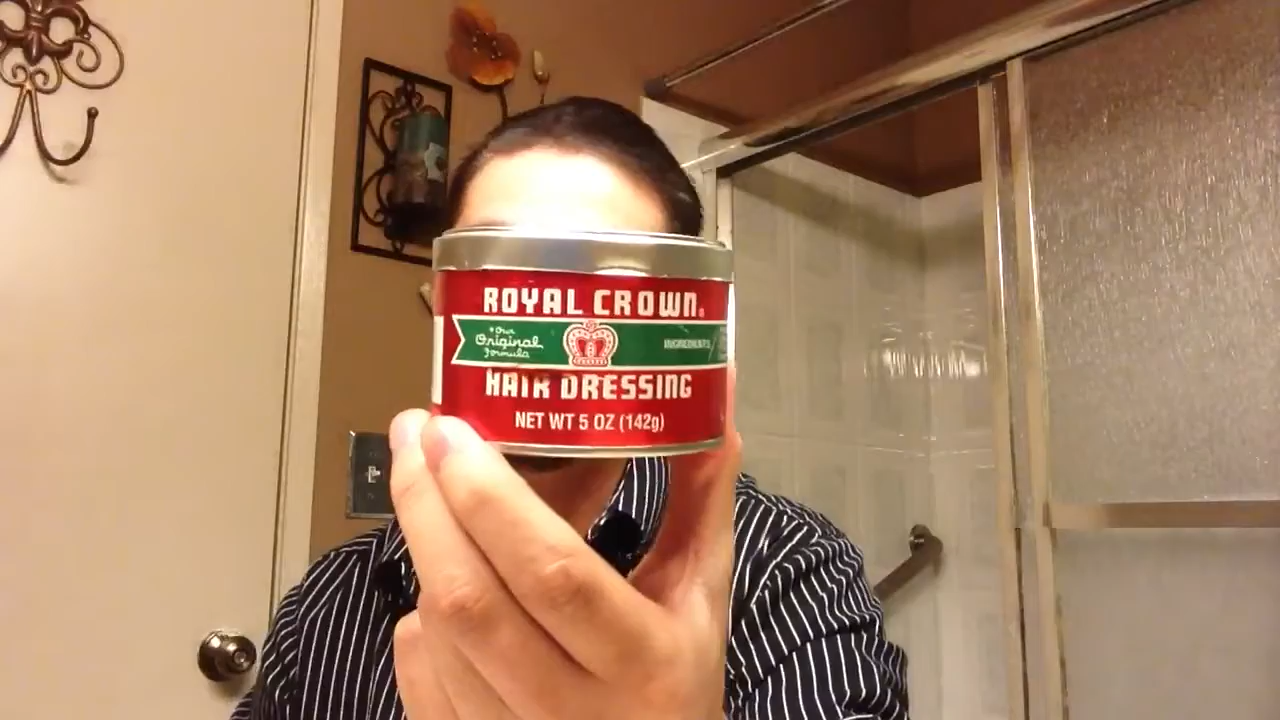 ROYAL CROWN
Our
Original
Formula
INGREDIENTS
HAIR DRESSING
NET WT 5 OZ (142g)